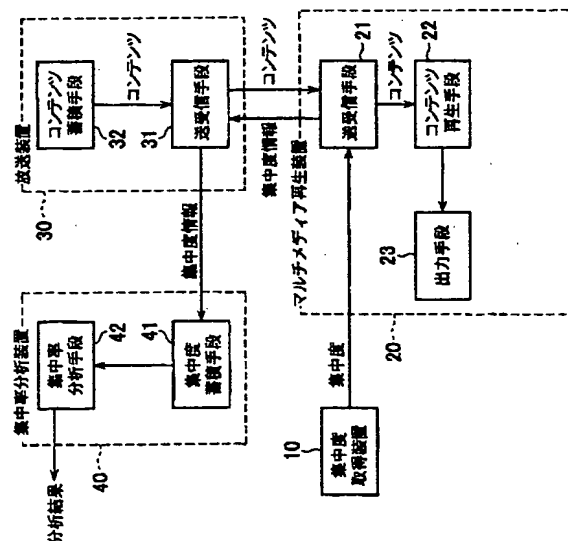 放送装置
コンテンツ
蓄積手段
32
コンテンツ
送受信手段
31
30
コンテンツ
集中度情報
マルチメディア再生装置
送受信手段
21
コンテンツ
コンテンツ
再生手段
22
出力手段
23
20
集中度情報
集中率分析装置
集中率
分析手段
42
集中度
蓄積手段
41
40
分析結果
集中度
集中度
取得装置
10